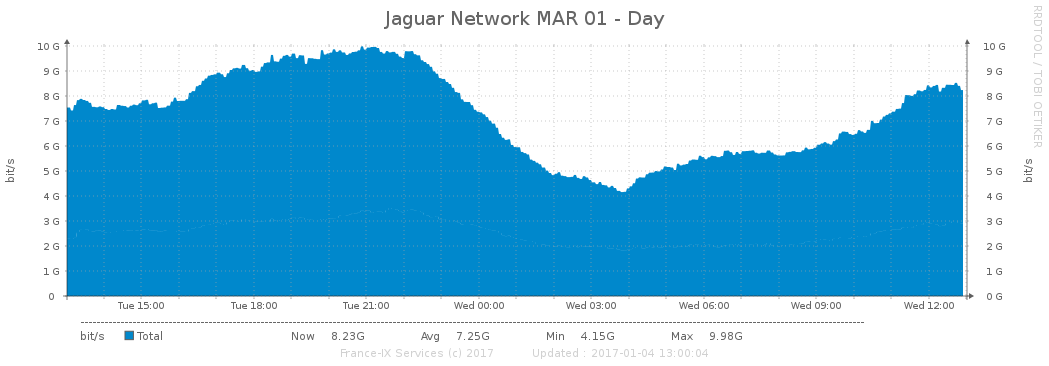 Jaguar Network MAR 01 - Day
RRDTOOL / TOBI OETIKER
10 G 10 G
9 G 9 G
8 G 8 G
7 G 7 G
6 G 6 G
5 G 5 G
4 G 4 G
3 G 3 G
2 G 2 G
1 G 1 G
0 0 G
bit/s bit/s
Tue 15:00 Tue 18:00 Tue 21:00 Wed 00:00 Wed 03:00 Wed 06:00 Wed 09:00 Wed 12:00
bit/s Total Now 8.23G Avg 7.25G Min 4.15G Max 9.98G
France-IX Services (c) 2017 Updated : 2017-01-04 13:00:04